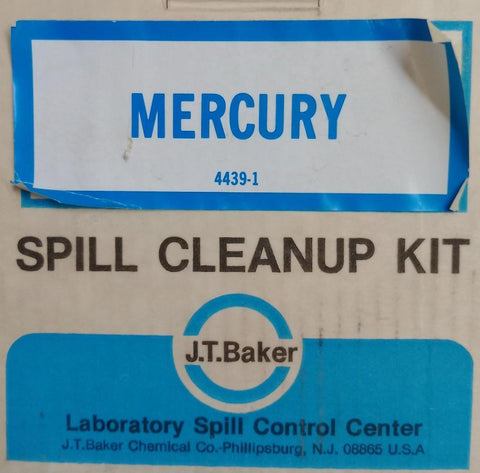 MERCURY
4439-1
SPILL CLEANUP KIT
J.T.Baker
Laboratory Spill Control Center
J.T.Baker Chemical Co.-Phillipsburg, N.J. 08865 U.S.A